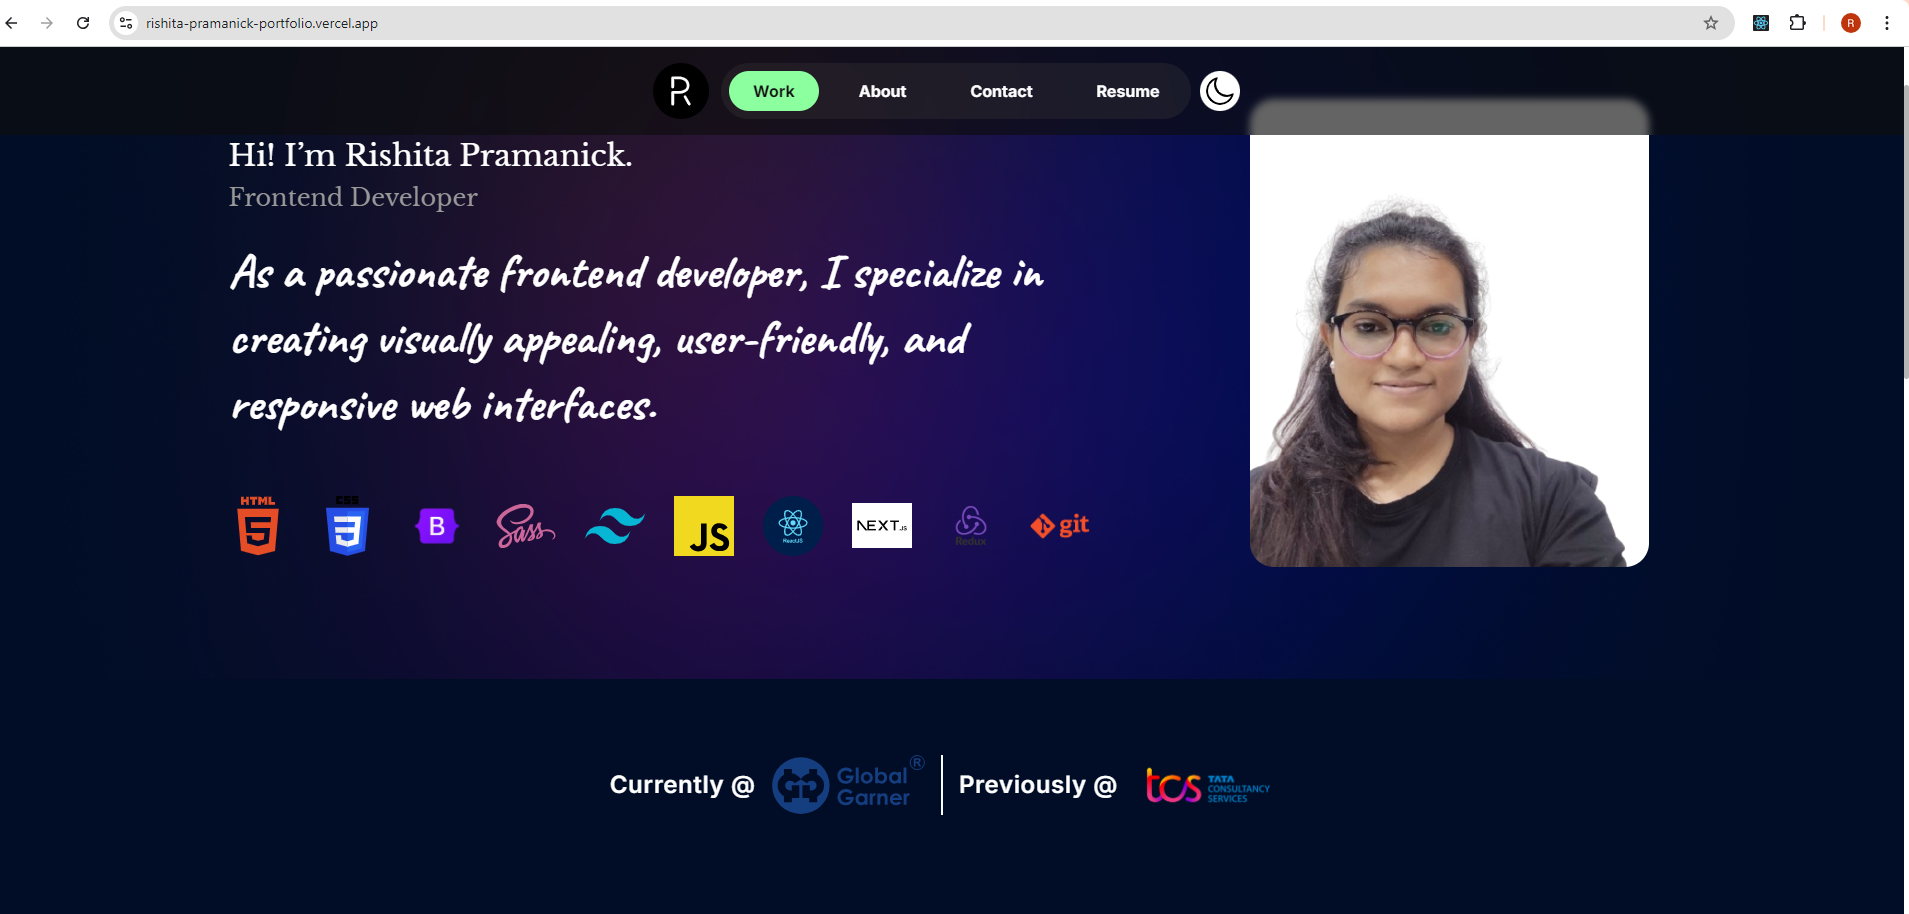 rishita-pramanick-portfolio.vercel.app
R
R
Work
About
Contact
Resume
Hi! I’m Rishita Pramanick.
Frontend Developer
As a passionate frontend developer, I specialize in
creating visually appealing, user-friendly, and
responsive web interfaces.
HTML
5
CSS
3
B
Sass
JS
ReactJS
NEXT.JS
Redux
git
Currently @
Global
Garner
®
Previously @
tcs
TATA
CONSULTANCY
SERVICES